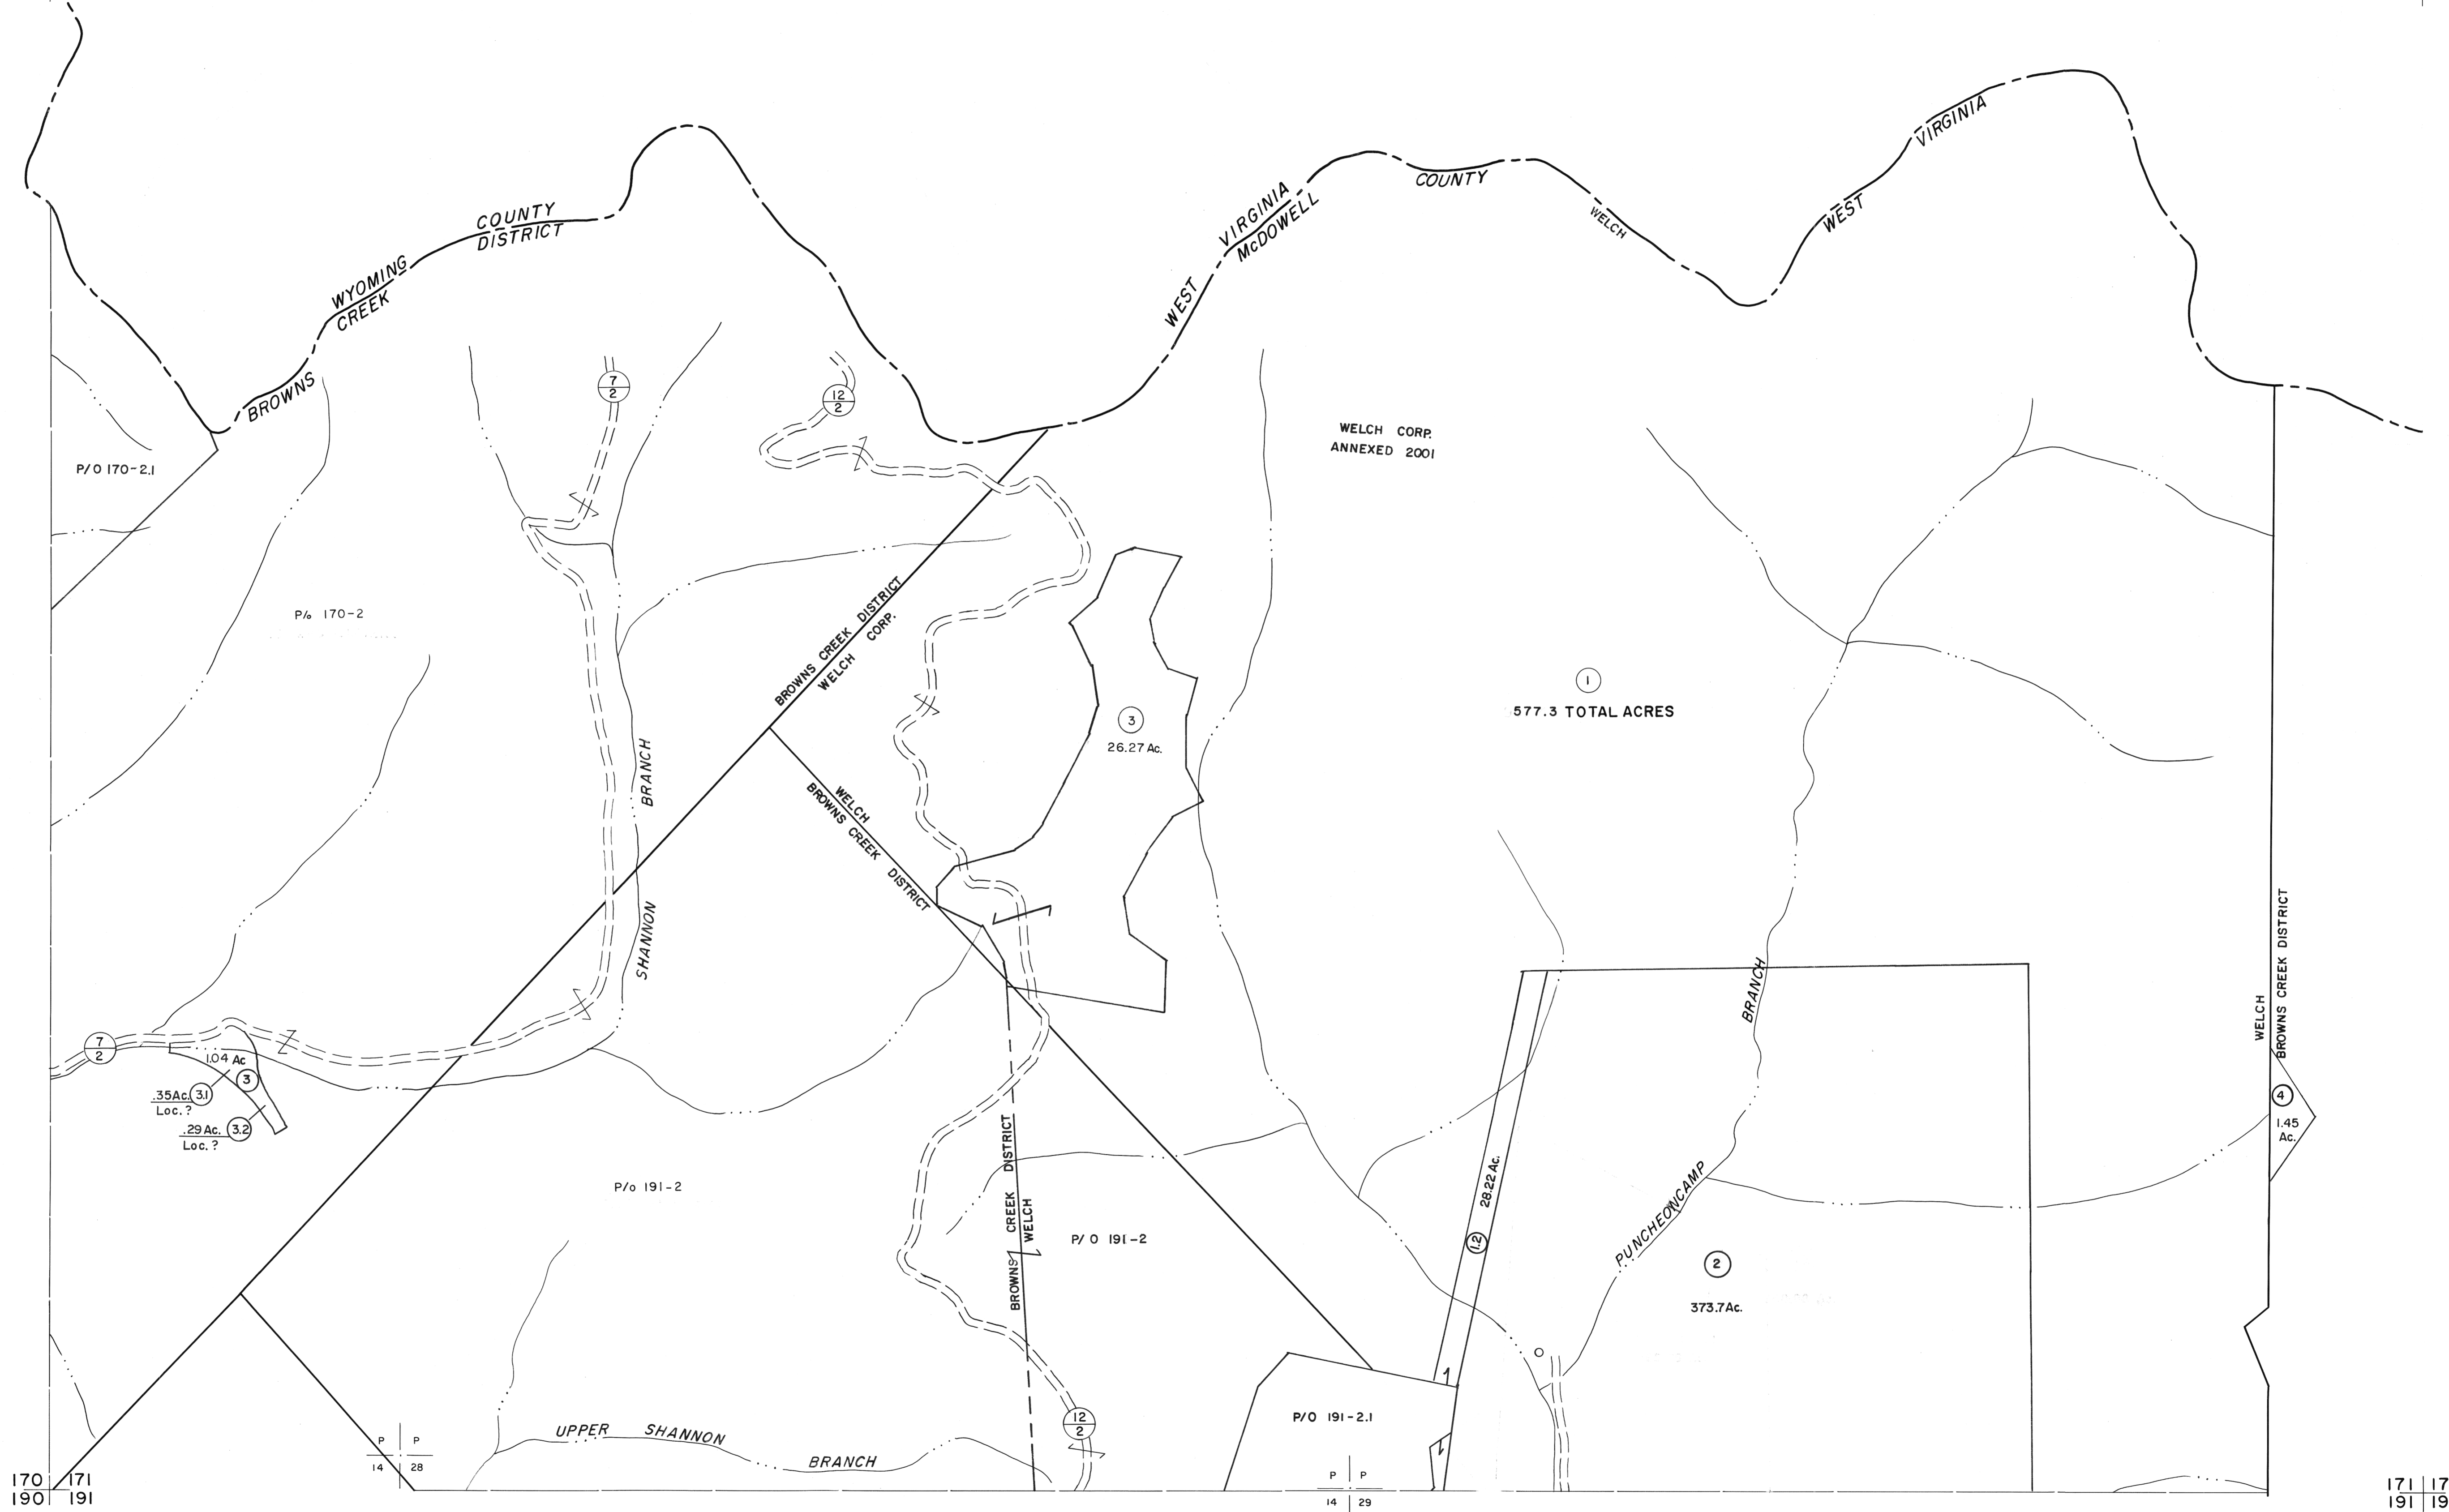 VIRGINIA
WEST
COUNTY
WELCH
VIRGINIA
McDOWELL
WEST
COUNTY
DISTRICT
WYOMING
CREEK
BROWNS
7
2
12
2
WELCH CORP.
ANNEXED 2001
P/O 170-2.1
P/o 170-2
BROWNS CREEK DISTRICT
WELCH CORP.
1
577.3 TOTAL ACRES
3
26.27 Ac.
BRANCH
SHANNON
WELCH
BROWNS CREEK DISTRICT
BRANCH
PUNCHEONCAMP
WELCH
BROWNS CREEK DISTRICT
7
2
1.04 Ac
3
.35Ac. 3.1
Loc. ?
.29 Ac. 3.2
Loc. ?
4
1.45
Ac.
P/o 191-2
BROWNS CREEK DISTRICT
WELCH
P/O 191-2
1.2 28.22 Ac.
2
373.7Ac.
12
2
P/O 191-2.1
UPPER SHANNON
BRANCH
P P
14 28
P P
14 29
170 171
190 191
171 17
191 19